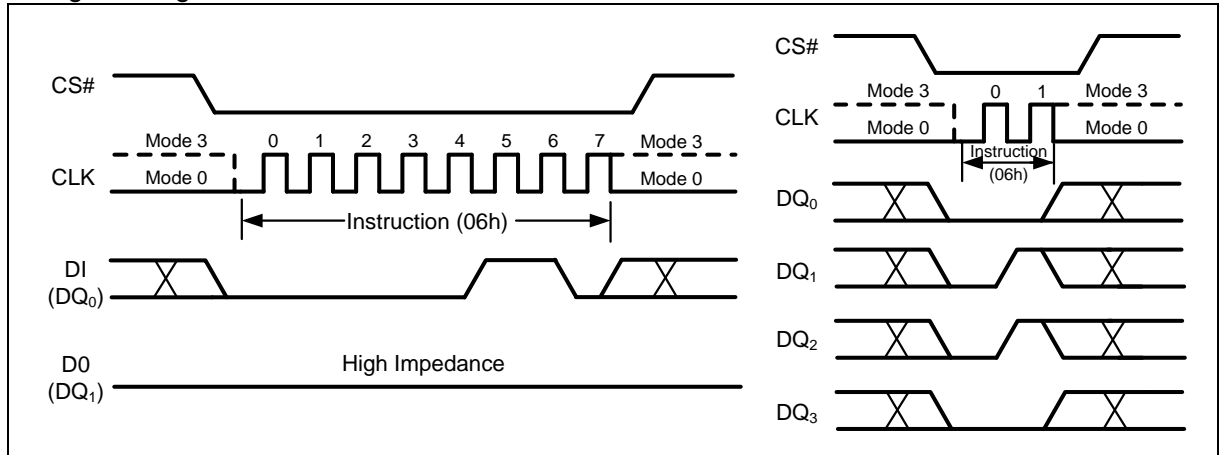 CS#
Mode 3 0 1 2 3 4 5 6 7 Mode 3
CLK
Mode 0 Mode 0
Instruction (06h)
DI
(DQ0)
D0
(DQ1)
High Impedance
CS#
Mode 3 0 1 Mode 3
CLK
Mode 0 Mode 0
Instruction
(06h)
DQ0
DQ1
DQ2
DQ3